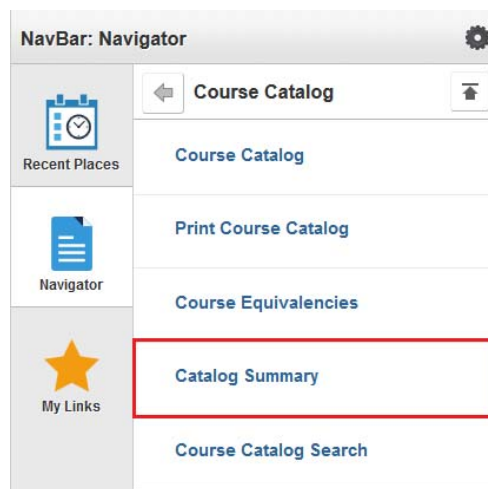 NavBar: Navigator
Course Catalog
Recent Places
Course Catalog
Print Course Catalog
Navigator
Course Equivalencies
My Links
Catalog Summary
Course Catalog Search